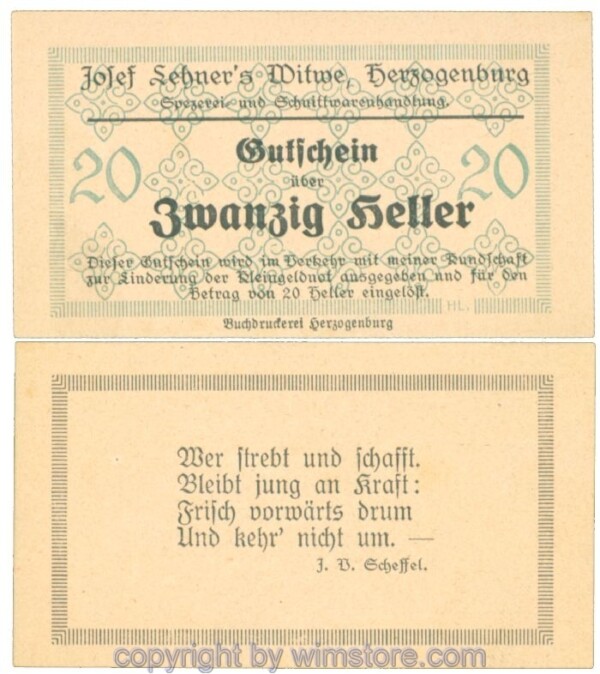 Josef Lehner's Witwe, Herzogenburg
Spezerei- und Schnittwarenhandlung.
20
Gutschein
20
über
Zwanzig Heller
Dieser Gutschein wird im Verkehr mit meiner Kundschaft
zur Linderung der Kleingeldnot ausgegeben und für den
Betrag von 20 Heller eingelöst.
HL.
Buchdruckerei Herzogenburg
Wer strebt und schafft.
Bleibt jung an Kraft:
Frisch vorwärts drum
Und kehr' nicht um. —
J. V. Scheffel.
copyright by wimstore.com